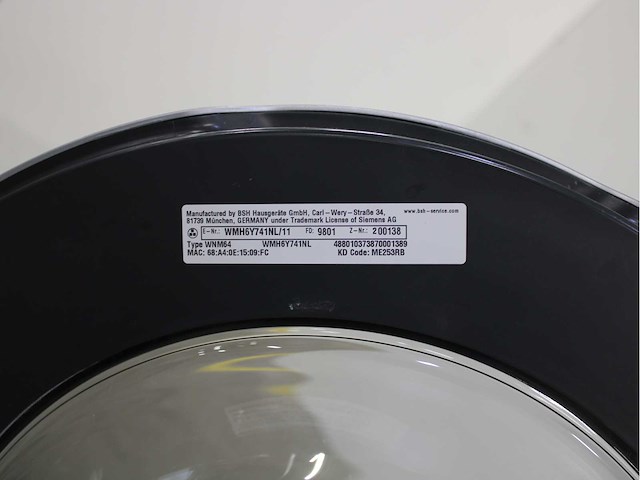 Manufactured by BSH Hausgeräte GmbH, Carl-Wery-Straße 34, www.bsh-service.com
81739 München, GERMANY under Trademark License of Siemens AG
E-Nr.: WMH6Y741NL/11 FD: 9801 Z-Nr.: 200138
Type WNM64 WMH6Y741NL 488010373870001389
MAC: 68:A4:0E:15:09:FC KD Code: ME253RB